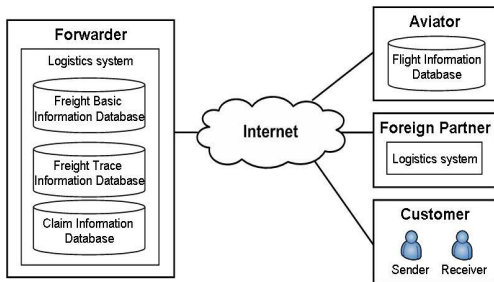 Forwarder
Logistics system
Freight Basic
Information Database
Freight Trace
Information Database
Claim Information
Database
Internet
Aviator
Flight Information
Database
Foreign Partner
Logistics system
Customer
Sender Receiver